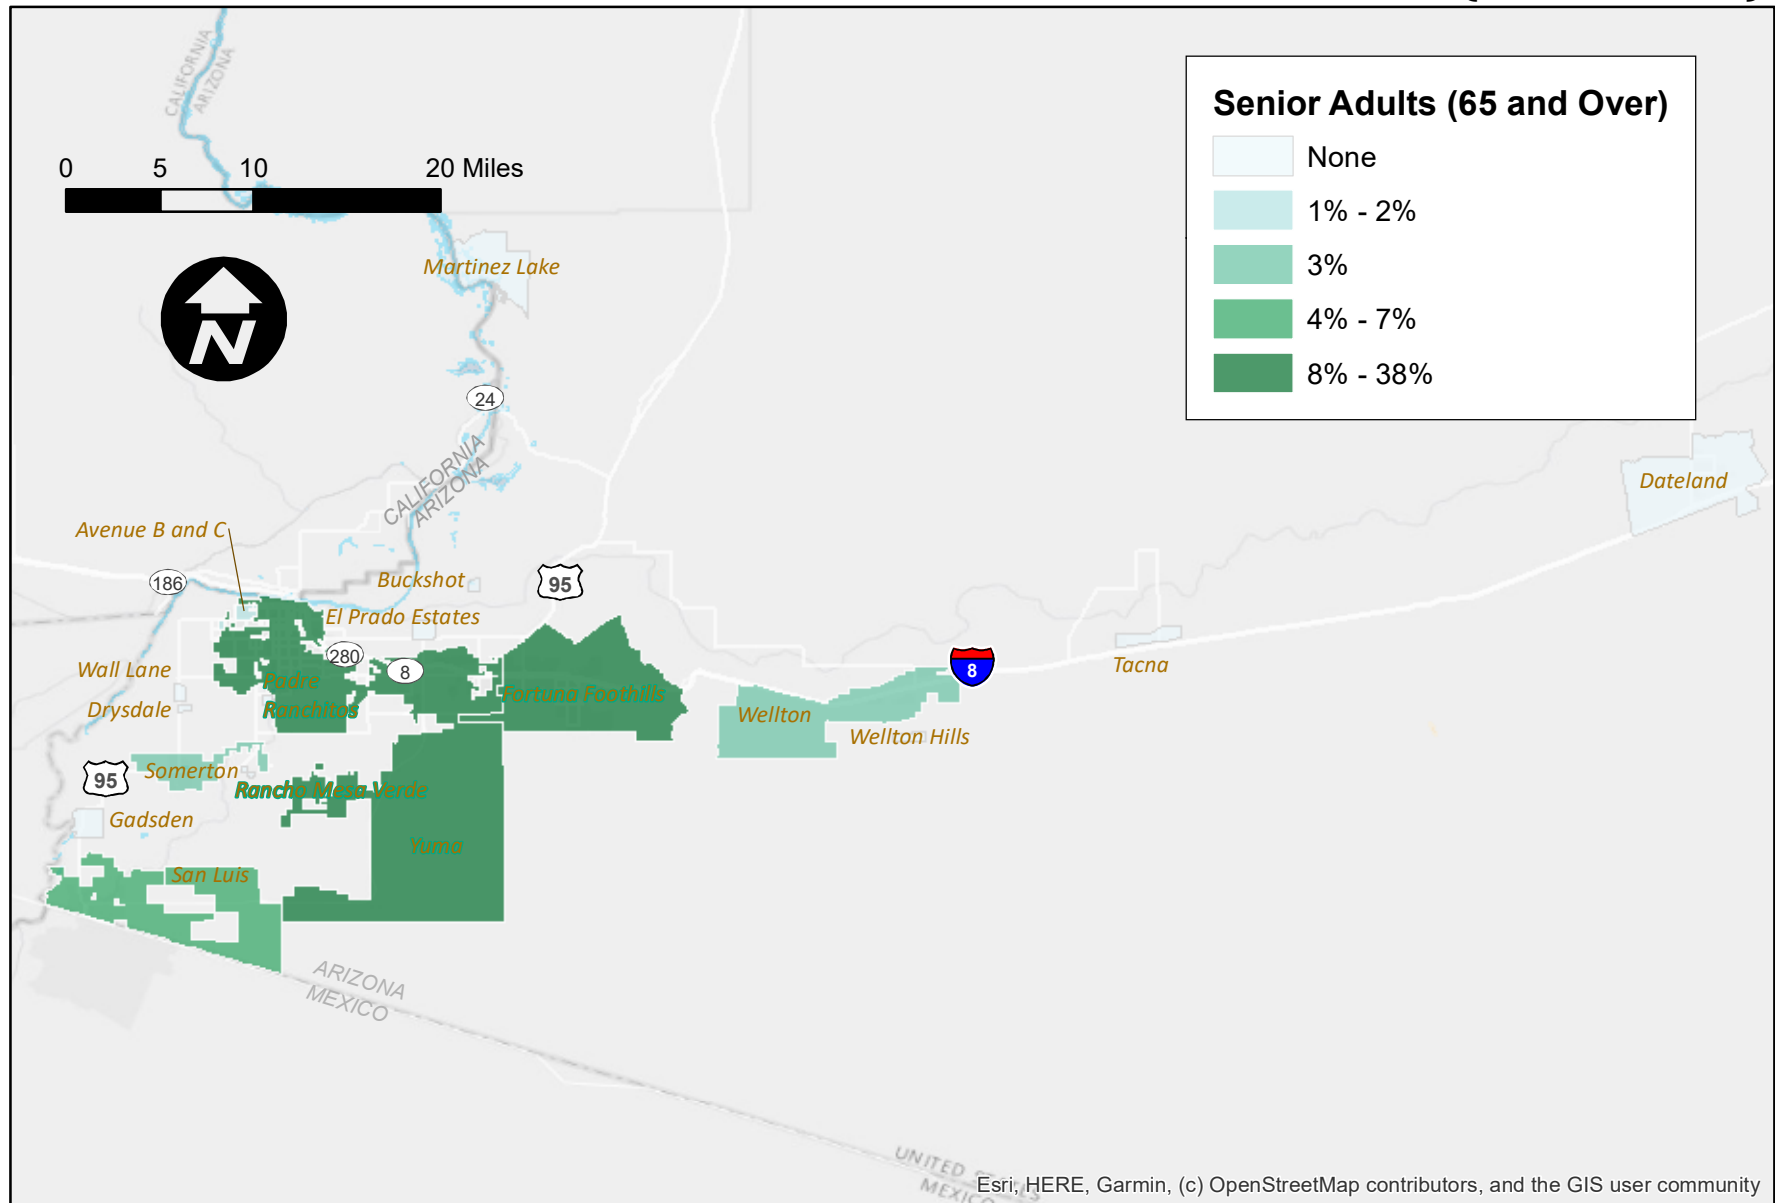 CALIFORNIA
ARIZONA
Senior Adults (65 and Over)
None
1% - 2%
3%
4% - 7%
8% - 38%
0 5 10 20 Miles
N
Martinez Lake
24
CALIFORNIA
ARIZONA
Dateland
Avenue B and C
186
Buckshot
95
El Prado Estates
280
8
8
Wall Lane
Padre
Ranchitos
Fortuna Foothills
Tacna
Drysdale
Wellton
Wellton Hills
95
Somerton
Rancho Mesa Verde
Gadsden
Yuma
San Luis
ARIZONA
MEXICO
UNITED STATES
MEXICO
Esri, HERE, Garmin, (c) OpenStreetMap contributors, and the GIS user community